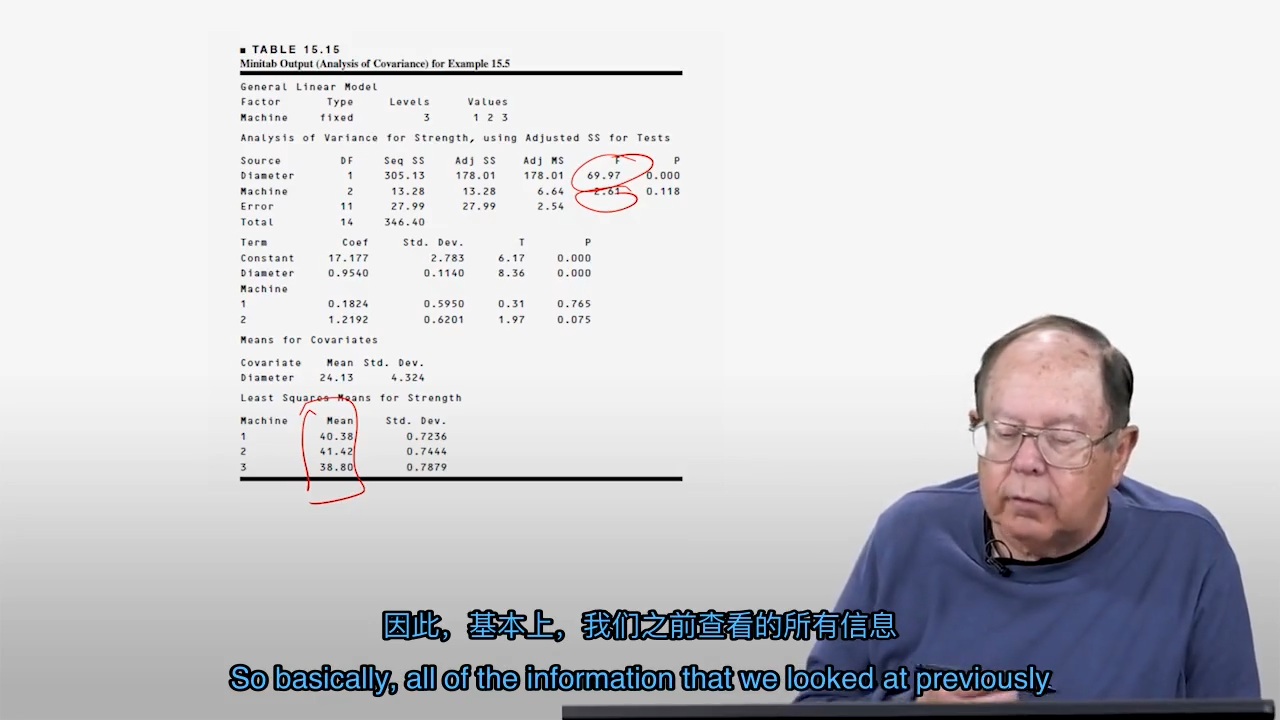 ■ TABLE 15.15
Minitab Output (Analysis of Covariance) for Example 15.5
General Linear Model
Factor Type Levels Values
Machine fixed 3 1 2 3
Analysis of Variance for Strength, using Adjusted SS for Tests
Source DF Seq SS Adj SS Adj MS F P
Diameter 1 305.13 178.01 178.01 69.97 0.000
Machine 2 13.28 13.28 6.64 2.61 0.118
Error 11 27.99 27.99 2.54
Total 14 346.40
Term Coef Std. Dev. T P
Constant 17.177 2.783 6.17 0.000
Diameter 0.9540 0.1140 8.36 0.000
Machine
1 0.1824 0.5950 0.31 0.765
2 1.2192 0.6201 1.97 0.075
Means for Covariates
Covariate Mean Std. Dev.
Diameter 24.13 4.324
Least Squares Means for Strength
Machine Mean Std. Dev.
1 40.38 0.7236
2 41.42 0.7444
3 38.80 0.7879
因此，基本上，我们之前查看的所有信息
So basically, all of the information that we looked at previously